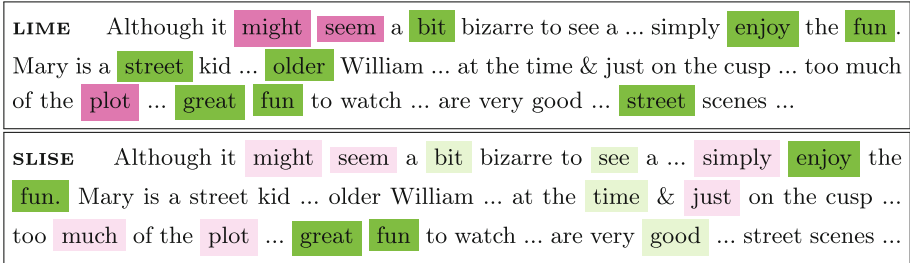 LIME Although it might seem a bit bizarre to see a ... simply enjoy the fun .
Mary is a street kid ... older William ... at the time & just on the cusp ... too much
of the plot ... great fun to watch ... are very good ... street scenes ...
SLISE Although it might seem a bit bizarre to see a ... simply enjoy the
fun. Mary is a street kid ... older William ... at the time & just on the cusp ...
too much of the plot ... great fun to watch ... are very good ... street scenes ...